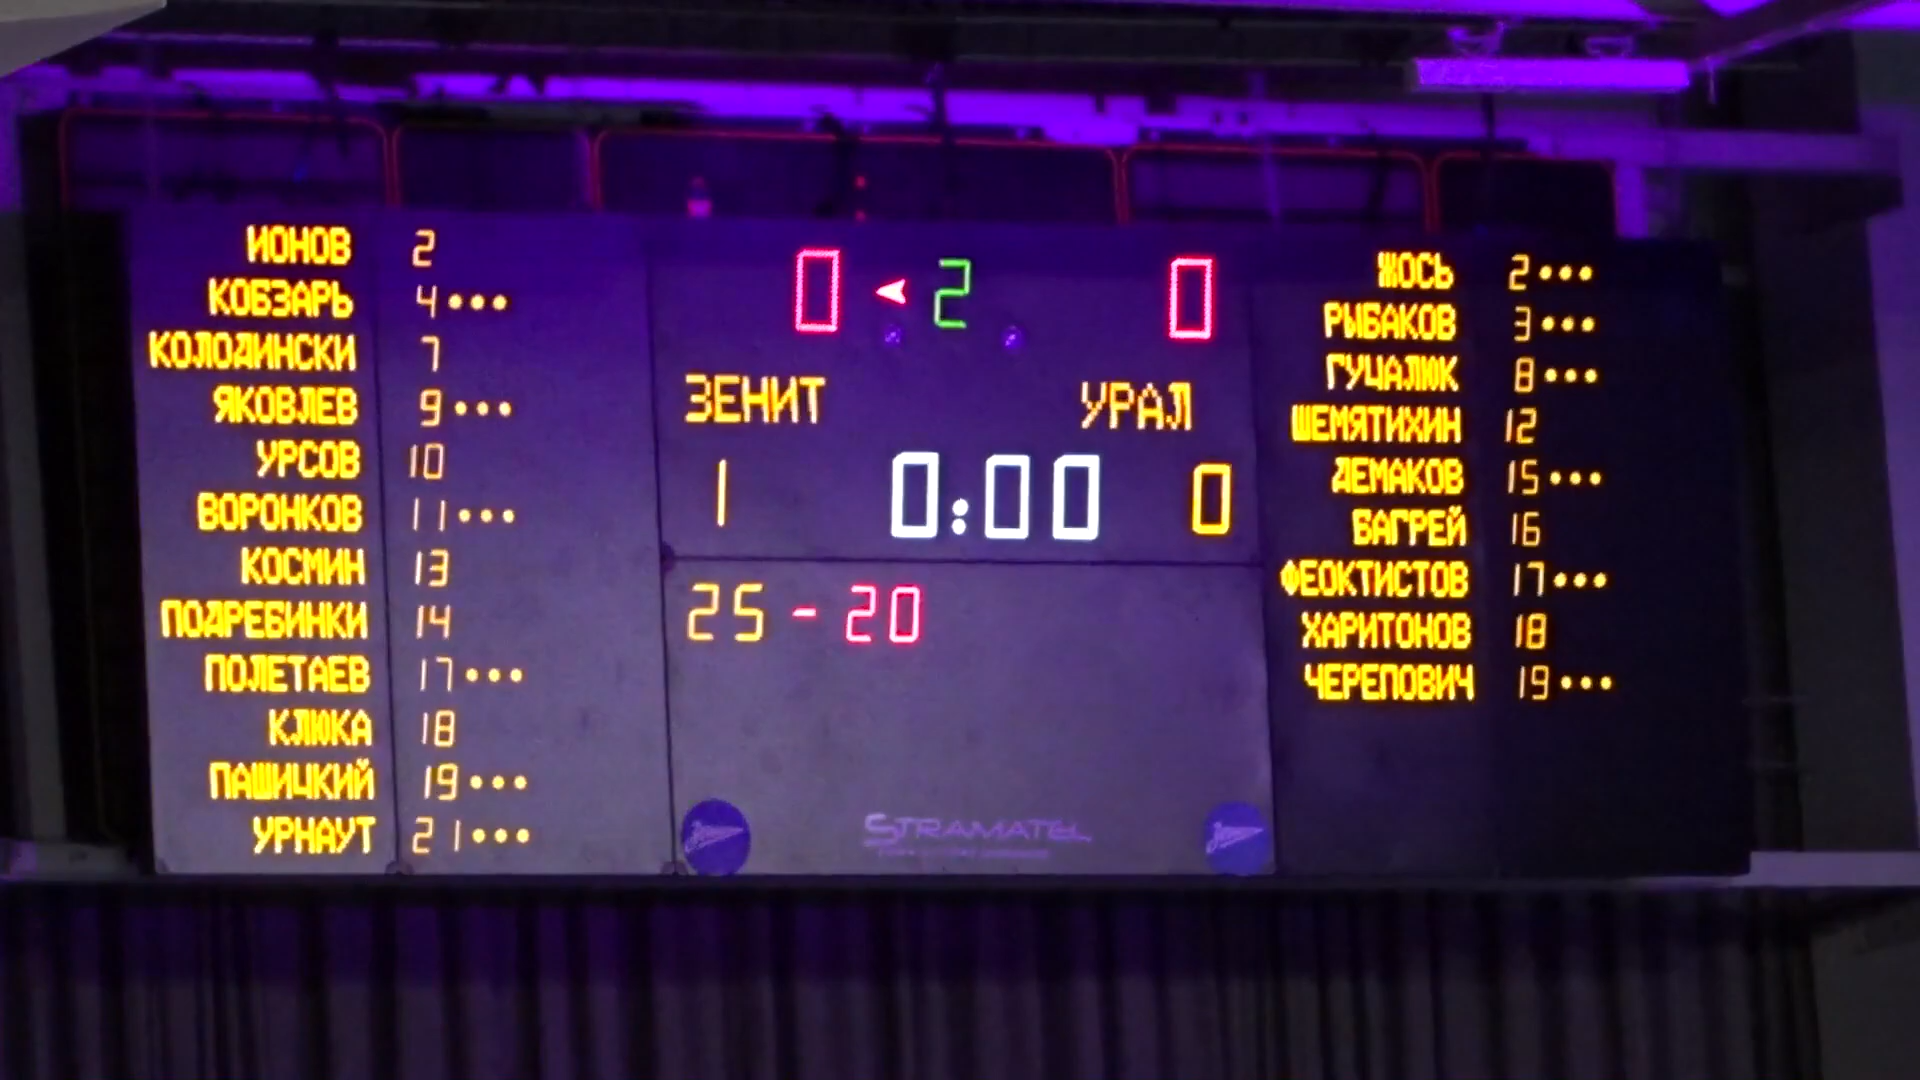 ИОНОВ 2
КОБЗАРЬ 4•••
КОЛОДИНСКИ 7
ЯКОВЛЕВ 9•••
УРСОВ 10
ВОРОНКОВ 11•••
КОСМИН 13
ПОДРЕБИНКИ 14
ПОЛЕТАЕВ 17•••
КЛЮКА 18
ПАШИЦКИЙ 19•••
УРНАУТ 21•••
0 2 0
ЗЕНИТ УРАЛ
1 0:00 0
25 - 20
STRAMATEL
ЖОСЬ 2•••
РЫБАКОВ 3•••
ГУЦАЛЮК 8•••
ШЕМЯТИХИН 12
ДЕМАКОВ 15•••
БАГРЕЙ 16
ФЕОКТИСТОВ 17•••
ХАРИТОНОВ 18
ЧЕРЕПОВИЧ 19•••